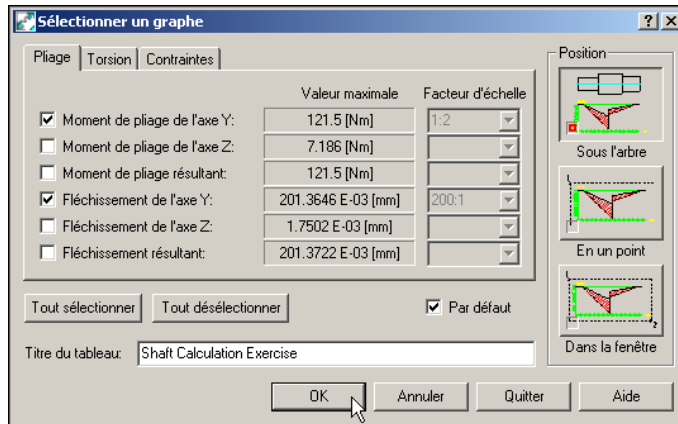 Sélectionner un graphe
Pliage Torsion Contraintes
Valeur maximale Facteur d'échelle
Moment de pliage de l'axe Y: 121.5 [Nm] 1:2
Moment de pliage de l'axe Z: 7.186 [Nm]
Moment de pliage résultant: 121.5 [Nm]
Fléchissement de l'axe Y: 201.3646 E-03 [mm] 200:1
Fléchissement de l'axe Z: 1.7502 E-03 [mm]
Fléchissement résultant: 201.3722 E-03 [mm]
Tout sélectionner Tout désélectionner Par défaut
Titre du tableau: Shaft Calculation Exercise
Position
Sous l'arbre
En un point
Dans la fenêtre
OK Annuler Quitter Aide